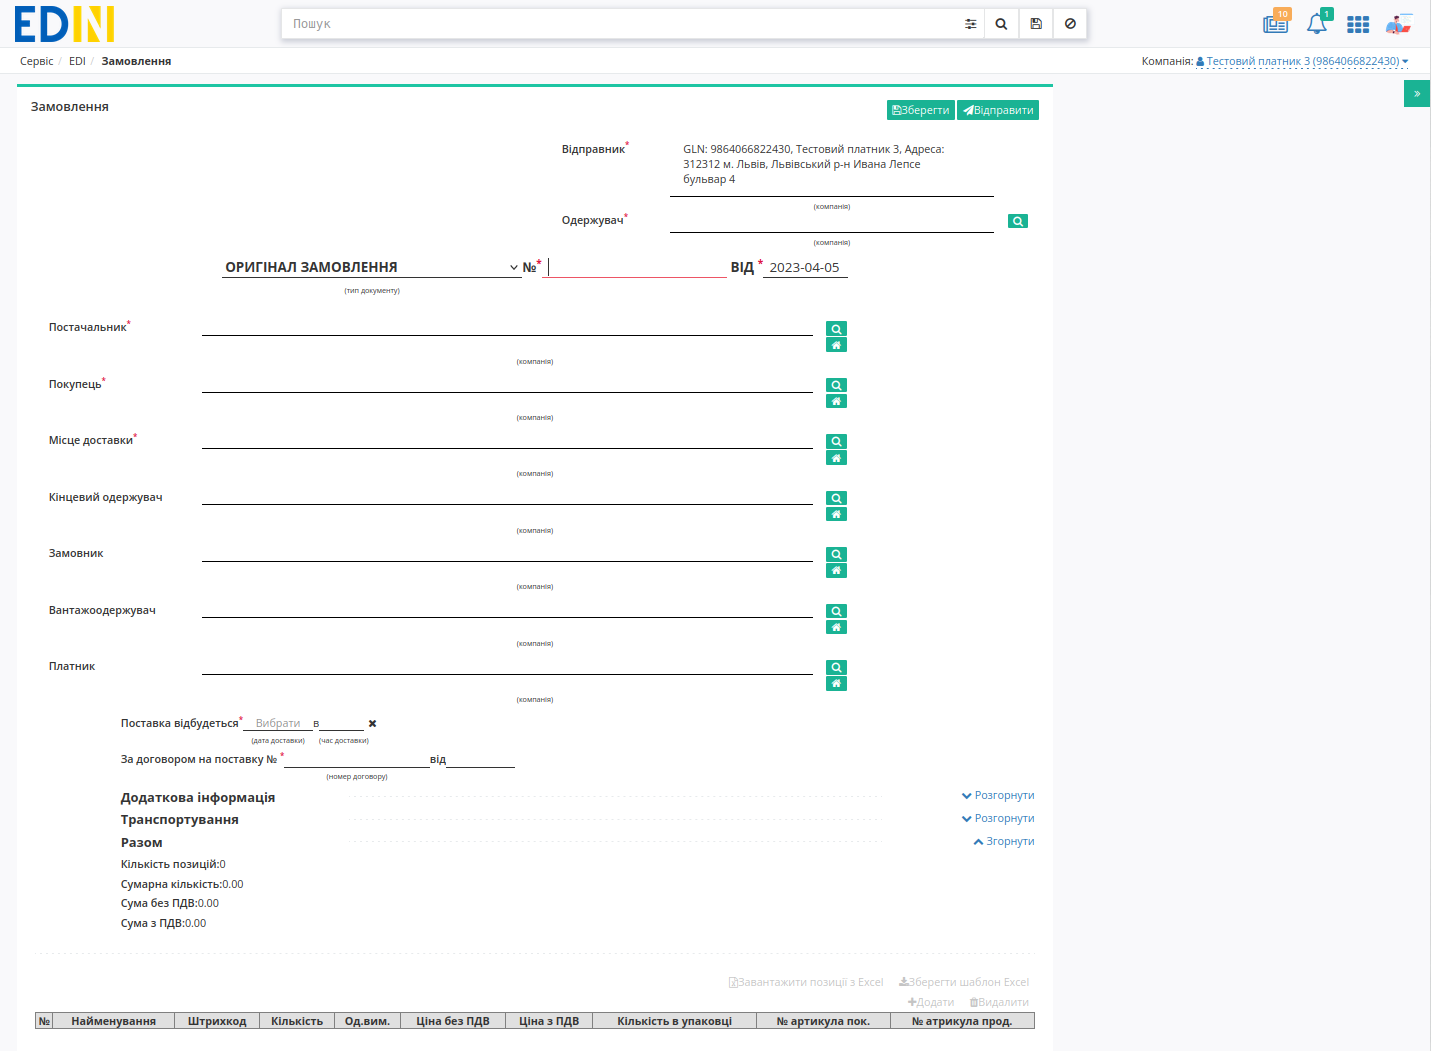 EDIN
Пошук
10
1
Сервіс / EDI / Замовлення
Компанія: Тестовий платник 3 (9864066822430)
»
Замовлення
Зберегти Відправити
Відправник*
GLN: 9864066822430, Тестовий платник 3, Адреса:
312312 м. Львів, Львівський р-н Ивана Лепсе
бульвар 4
(компанія)
Одержувач*
(компанія)
ОРИГІНАЛ ЗАМОВЛЕННЯ №* ВІД * 2023-04-05
(тип документу)
Постачальник*
(компанія)
Покупець*
(компанія)
Місце доставки*
(компанія)
Кінцевий одержувач
(компанія)
Замовник
(компанія)
Вантажоодержувач
(компанія)
Платник
(компанія)
Поставка відбудеться* Вибрати в
(дата доставки) (час доставки)
За договором на поставку № * від
(номер договору)
Додаткова інформація Розгорнути
Транспортування Розгорнути
Разом Згорнути
Кількість позицій:0
Сумарна кількість:0.00
Сума без ПДВ:0.00
Сума з ПДВ:0.00
Завантажити позиції з Excel Зберегти шаблон Excel
Додати Видалити
№ Найменування Штрихкод Кількість Од.вим. Ціна без ПДВ Ціна з ПДВ Кількість в упаковці № артикула пок. № атрикула прод.